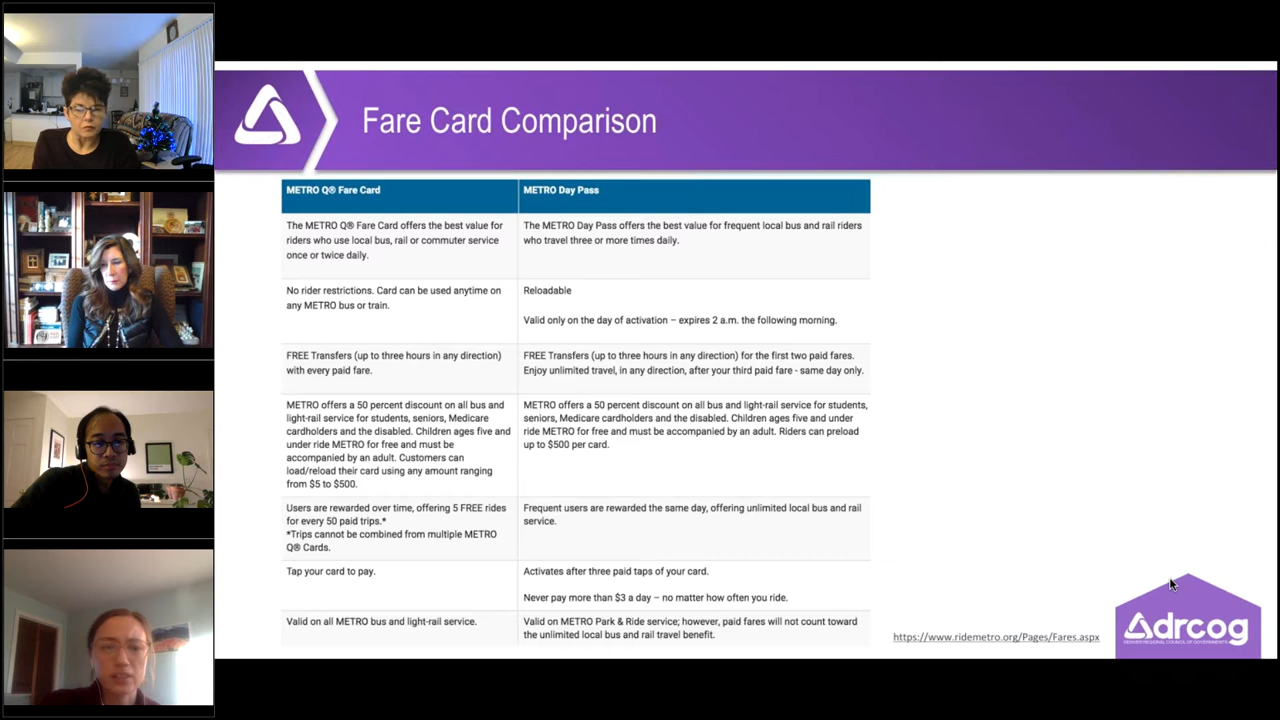 Fare Card Comparison
METRO Q® Fare Card
METRO Day Pass
The METRO Q® Fare Card offers the best value for
riders who use local bus, rail or commuter service
once or twice daily.
The METRO Day Pass offers the best value for frequent local bus and rail riders
who travel three or more times daily.
No rider restrictions. Card can be used anytime on
any METRO bus or train.
Reloadable
Valid only on the day of activation – expires 2 a.m. the following morning.
FREE Transfers (up to three hours in any direction)
with every paid fare.
FREE Transfers (up to three hours in any direction) for the first two paid fares.
Enjoy unlimited travel, in any direction, after your third paid fare - same day only.
METRO offers a 50 percent discount on all bus and
light-rail service for students, seniors, Medicare
cardholders and the disabled. Children ages five and
under ride METRO for free and must be
accompanied by an adult. Customers can
load/reload their card using any amount ranging
from $5 to $500.
METRO offers a 50 percent discount on all bus and light-rail service for students,
seniors, Medicare cardholders and the disabled. Children ages five and under
ride METRO for free and must be accompanied by an adult. Riders can preload
up to $500 per card.
Users are rewarded over time, offering 5 FREE rides
for every 50 paid trips.*
*Trips cannot be combined from multiple METRO
Q® Cards.
Frequent users are rewarded the same day, offering unlimited local bus and rail
service.
Tap your card to pay.
Activates after three paid taps of your card.
Never pay more than $3 a day – no matter how often you ride.
Valid on all METRO bus and light-rail service.
Valid on METRO Park & Ride service; however, paid fares will not count toward
the unlimited local bus and rail travel benefit.
https://www.ridemetro.org/Pages/Fares.aspx
drcog
DENVER REGIONAL COUNCIL OF GOVERNMENTS